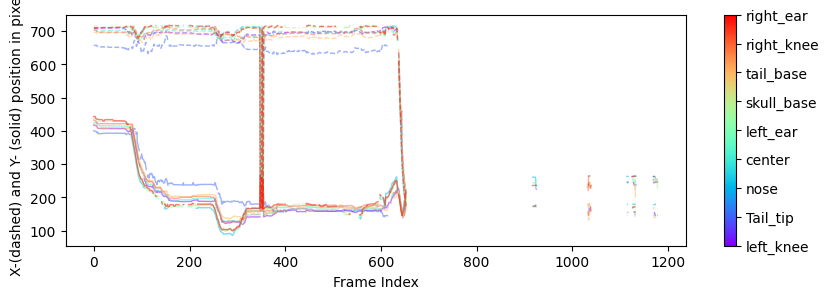 X-(dashed) and Y- (solid) position in pixe
700
600
500
400
300
200
100
0
200
400
600
800
1000
1200
Frame Index
right_ear
right_knee
tail_base
skull_base
left_ear
center
nose
Tail_tip
left_knee